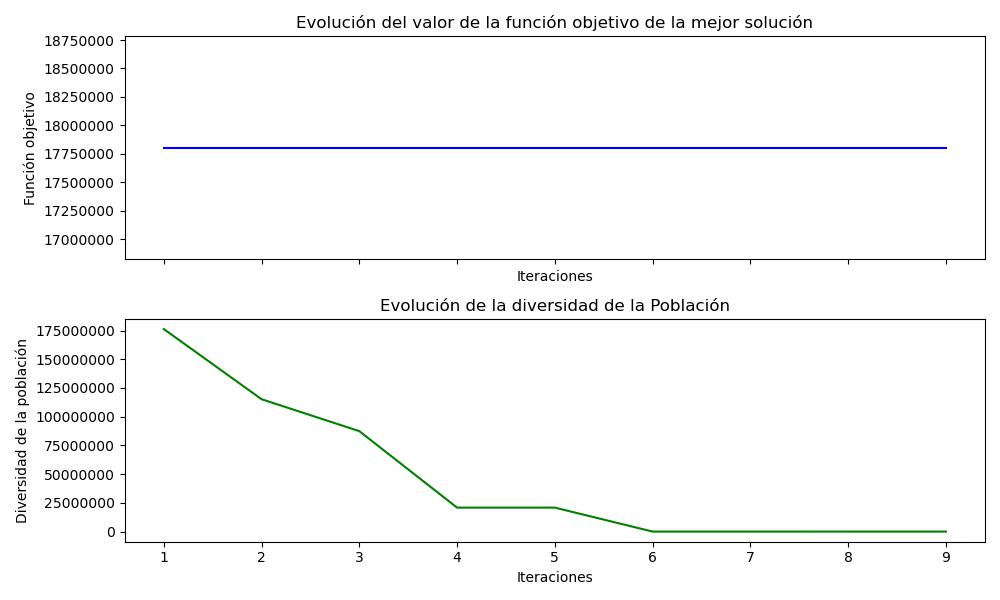 Evolución del valor de la función objetivo de la mejor solución
18750000
18500000
18250000
18000000
17750000
17500000
17250000
17000000
Función objetivo
Iteraciones
Evolución de la diversidad de la Población
175000000
150000000
125000000
100000000
75000000
50000000
25000000
0
Diversidad de la población
1 2 3 4 5 6 7 8 9
Iteraciones